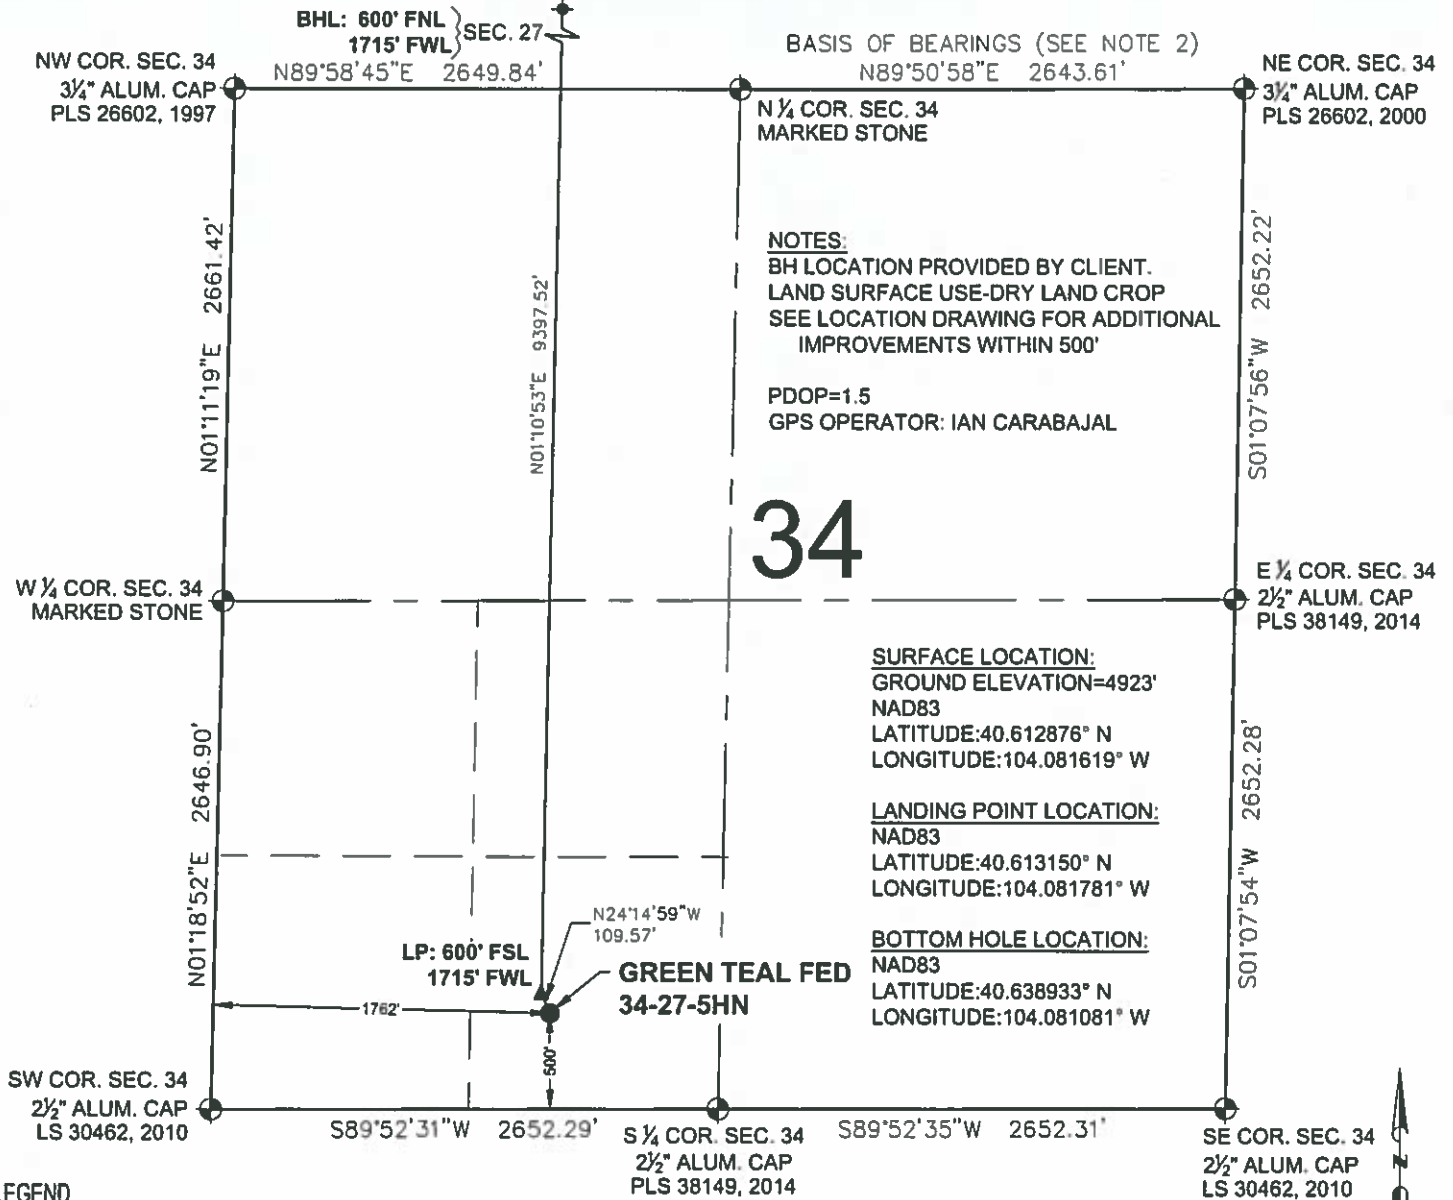 BHL: 600' FNL
1715' FWL
SEC. 27
BASIS OF BEARINGS (SEE NOTE 2)
NW COR. SEC. 34
3¼" ALUM. CAP
PLS 26602, 1997
N89°58'45"E 2649.84'
N89°50'58"E 2643.61'
NE COR. SEC. 34
3¼" ALUM. CAP
PLS 26602, 2000
N ¼ COR. SEC. 34
MARKED STONE
N01°11'19"E 2661.42'
N01°10'53"E 9397.52'
S01°07'56"W 2652.22'
NOTES:
BH LOCATION PROVIDED BY CLIENT.
LAND SURFACE USE-DRY LAND CROP
SEE LOCATION DRAWING FOR ADDITIONAL
IMPROVEMENTS WITHIN 500'
PDOP=1.5
GPS OPERATOR: IAN CARABAJAL
34
W ¼ COR. SEC. 34
MARKED STONE
E ¼ COR. SEC. 34
2½" ALUM. CAP
PLS 38149, 2014
SURFACE LOCATION:
GROUND ELEVATION=4923'
NAD83
LATITUDE:40.612876° N
LONGITUDE:104.081619° W
LANDING POINT LOCATION:
NAD83
LATITUDE:40.613150° N
LONGITUDE:104.081781° W
BOTTOM HOLE LOCATION:
NAD83
LATITUDE:40.638933° N
LONGITUDE:104.081081° W
N01°18'52"E 2646.90'
S01°07'54"W 2652.28'
N24°14'59"W
109.57'
LP: 600' FSL
1715' FWL
GREEN TEAL FED
34-27-5HN
1762'
500'
SW COR. SEC. 34
2½" ALUM. CAP
LS 30462, 2010
S89°52'31"W 2652.29'
S ¼ COR. SEC. 34
2½" ALUM. CAP
PLS 38149, 2014
S89°52'35"W 2652.31'
SE COR. SEC. 34
2½" ALUM. CAP
LS 30462, 2010
N
EGEND